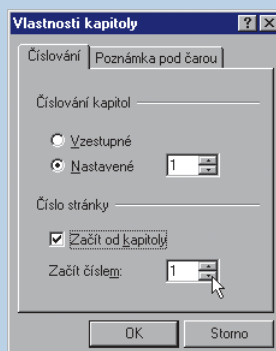 Vlastnosti kapitoly
Číslování Poznámka pod čarou
Číslování kapitol
Vzestupné
Nastavené 1
Číslo stránky
Začít od kapitoly
Začít číslem: 1
OK Storno